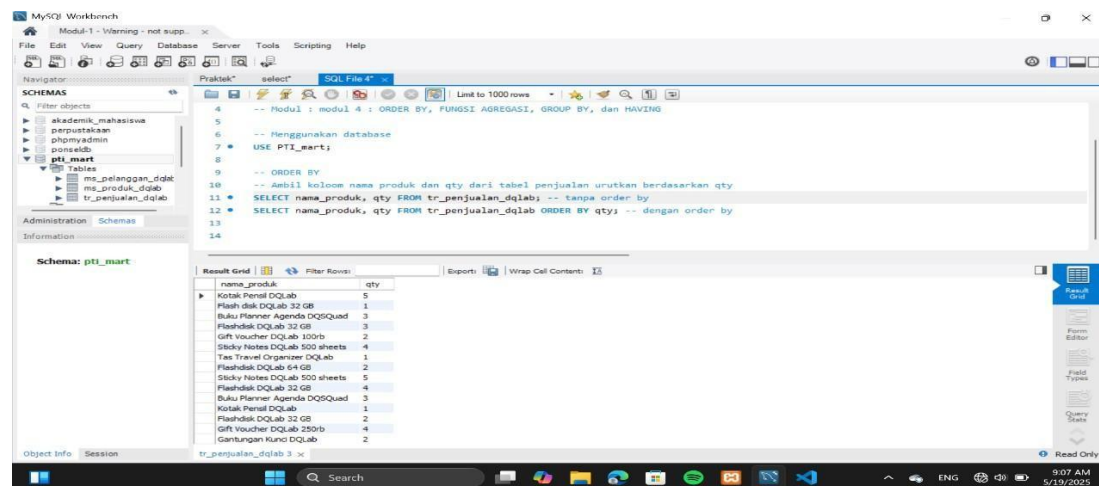 MySQL Workbench
Modul-1 - Warning - not supp..
File Edit View Query Database Server Tools Scripting Help
Navigator
Praktek* select* SQL File 4*
SCHEMAS
Filter objects
akademik_mahasiswa
perpustakaan
phpmyadmin
ponseldb
pti_mart
Tables
ms_pelanggan_dqlab
ms_produk_dqlab
tr_penjualan_dqlab
Administration Schemas
Information
Schema: pti_mart
Limit to 1000 rows
4 -- Modul : modul 4 : ORDER BY, FUNGSI AGREGASI, GROUP BY, dan HAVING
5
6 -- Menggunakan database
7 USE PTI_mart;
8
9 -- ORDER BY
10 -- Ambil koloom nama produk dan qty dari tabel penjualan urutkan berdasarkan qty
11 SELECT nama_produk, qty FROM tr_penjualan_dqlab; -- tanpa order by
12 SELECT nama_produk, qty FROM tr_penjualan_dqlab ORDER BY qty; -- dengan order by
13
14
Result Grid Filter Rows: Export: Wrap Cell Content:
nama_produk qty
Kotak Pensil DQLab 5
Flash disk DQLab 32 GB 1
Buku Planner Agenda DQSQuad 3
Flashdisk DQLab 32 GB 3
Gift Voucher DQLab 100rb 2
Sticky Notes DQLab 500 sheets 4
Tas Travel Organizer DQLab 1
Flashdisk DQLab 64 GB 2
Sticky Notes DQLab 500 sheets 5
Flashdisk DQLab 32 GB 4
Buku Planner Agenda DQSQuad 3
Kotak Pensil DQLab 1
Flashdisk DQLab 32 GB 2
Gift Voucher DQLab 250rb 4
Gantungan Kunci DQLab 2
Result Grid
Form Editor
Field Types
Query Stats
Object Info Session
tr_penjualan_dqlab 3
Read Only
Search
ENG
9:07 AM
5/19/2025